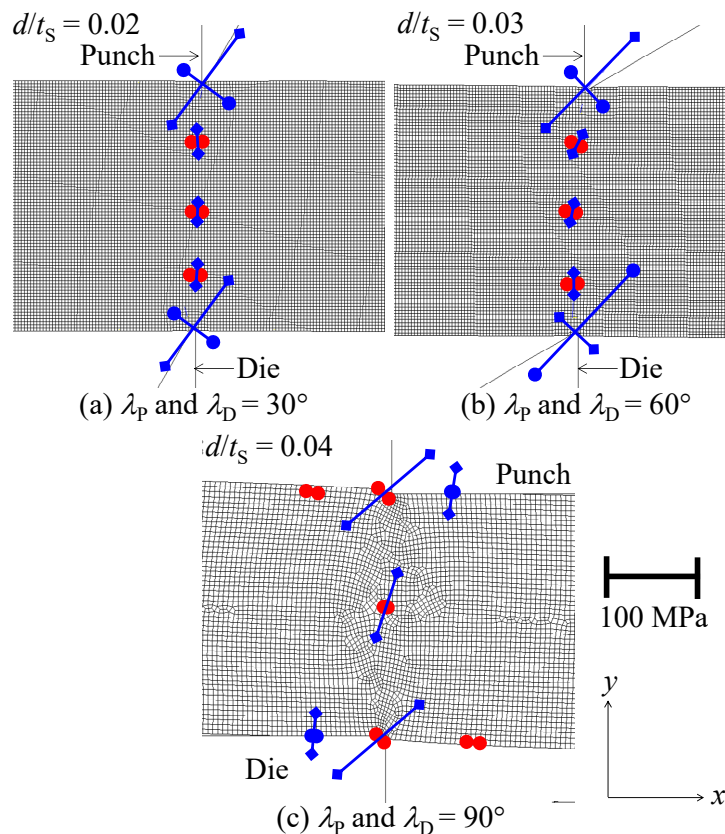 d/tS = 0.02
Punch
Die
(a) λP and λD = 30°
d/tS = 0.03
Punch
Die
(b) λP and λD = 60°
d/tS = 0.04
Punch
Die
100 MPa
y
x
(c) λP and λD = 90°